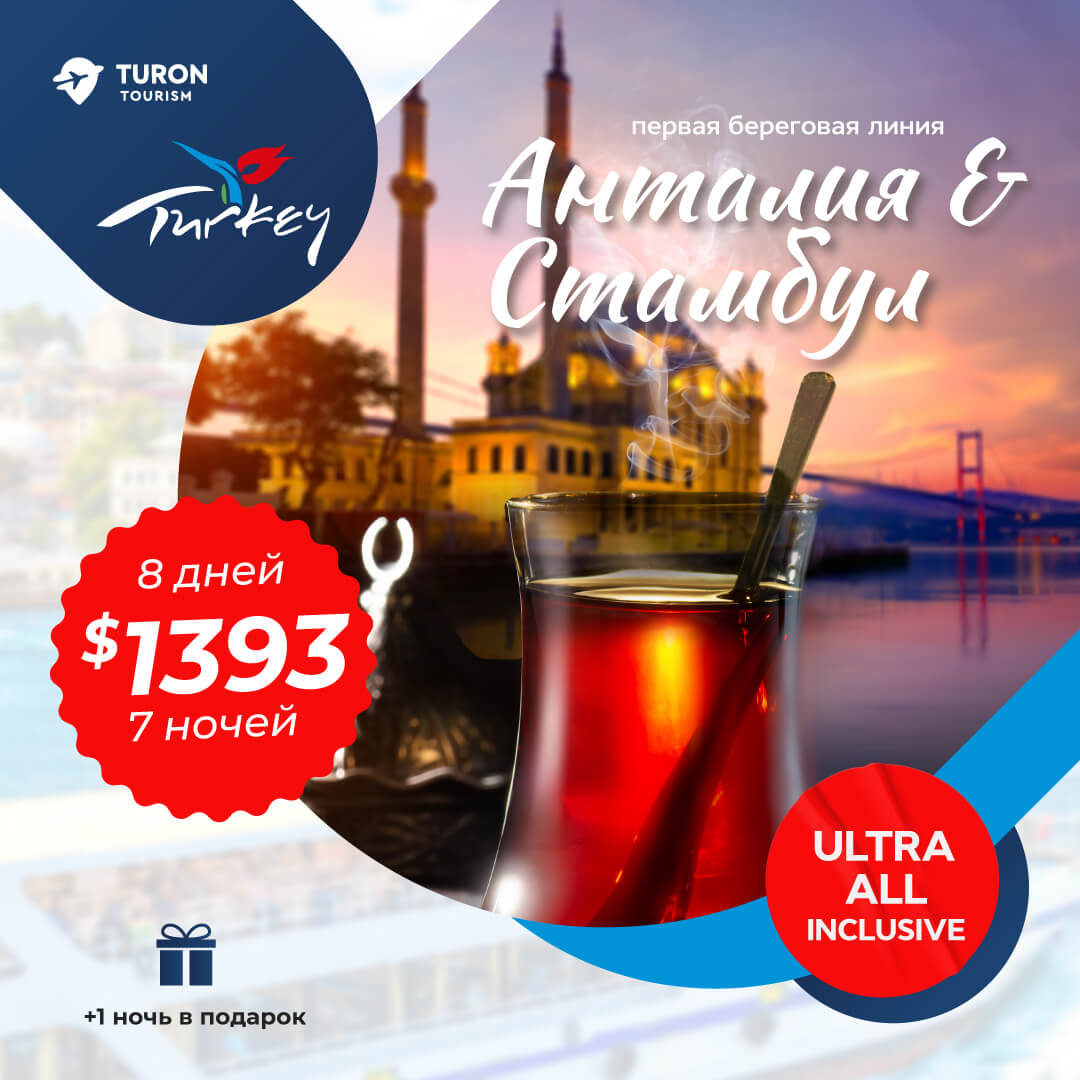 TURON
TOURISM
Turkey
первая береговая линия
Анталия &
Стамбул
8 дней
$1393
7 ночей
ULTRA
ALL
INCLUSIVE
+1 ночь в подарок